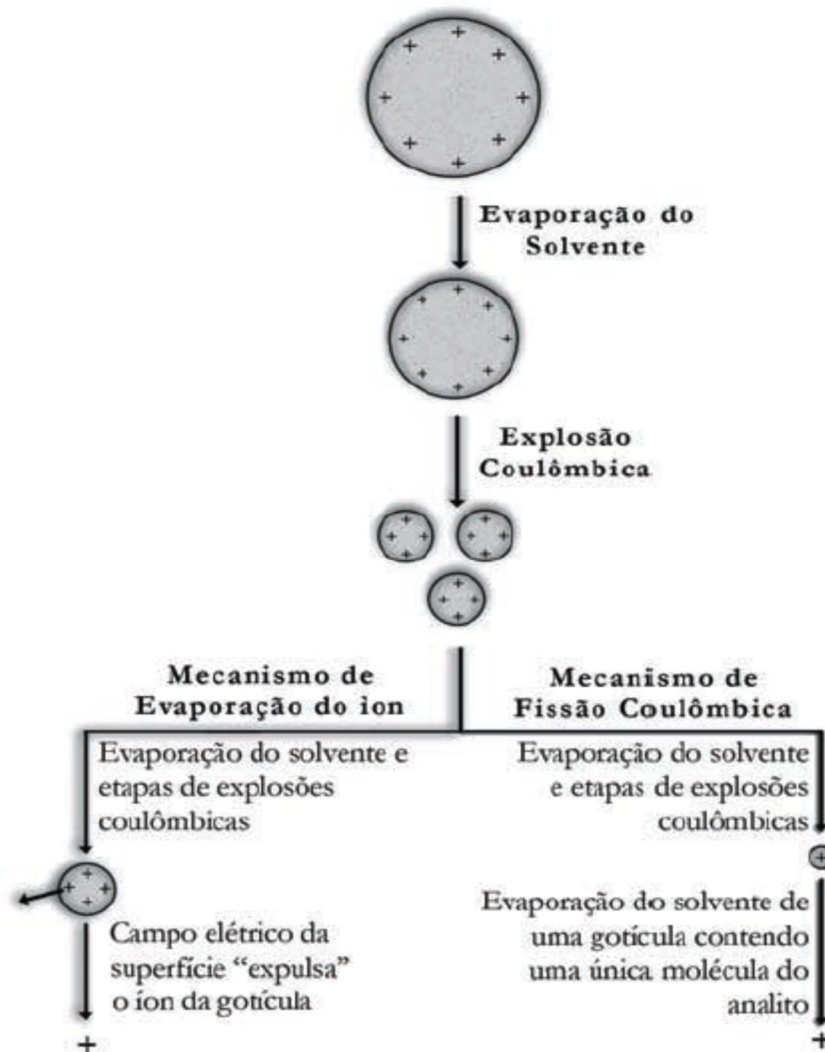 Evaporação do
Solvente
Explosão
Coulômbica
Mecanismo de
Evaporação do ion
Evaporação do solvente e
etapas de explosões
coulômbicas
Campo elétrico da
superfície “expulsa”
o íon da gotícula
+
Mecanismo de
Fissão Coulômbica
Evaporação do solvente
e etapas de explosões
coulômbicas
Evaporação do solvente de
uma gotícula contendo
uma única molécula do
analito
+